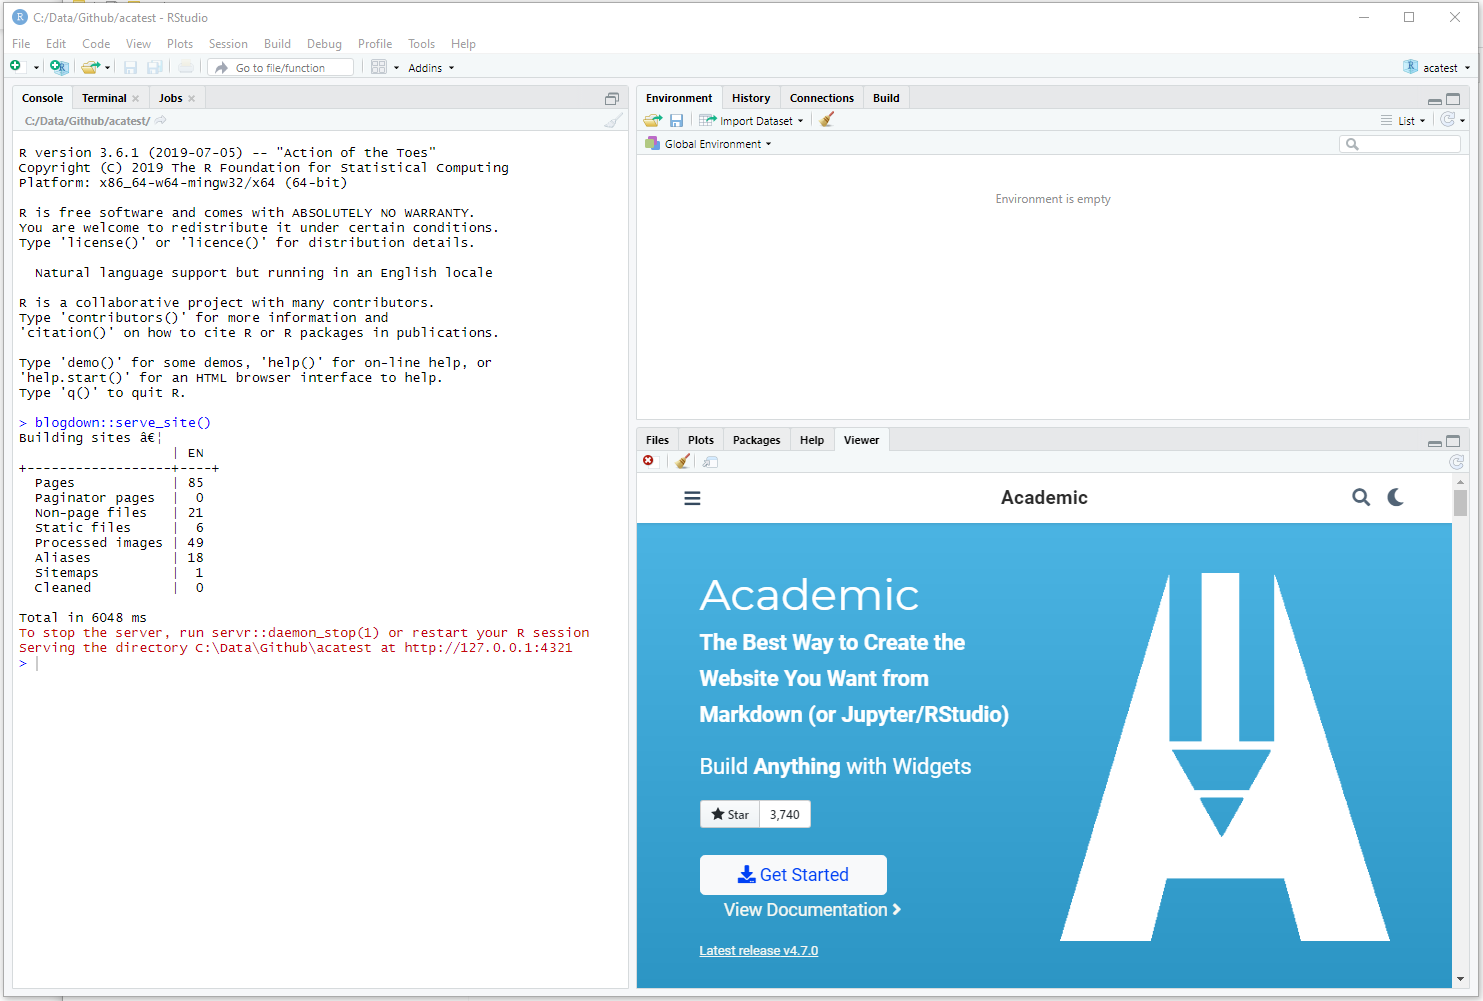 C:/Data/Github/acatest - RStudio
File Edit Code View Plots Session Build Debug Profile Tools Help
Go to file/function Addins acatest
Console Terminal Jobs
C:/Data/Github/acatest/
R version 3.6.1 (2019-07-05) -- "Action of the Toes"
Copyright (C) 2019 The R Foundation for Statistical Computing
Platform: x86_64-w64-mingw32/x64 (64-bit)
R is free software and comes with ABSOLUTELY NO WARRANTY.
You are welcome to redistribute it under certain conditions.
Type 'license()' or 'licence()' for distribution details.
Natural language support but running in an English locale
R is a collaborative project with many contributors.
Type 'contributors()' for more information and
'citation()' on how to cite R or R packages in publications.
Type 'demo()' for some demos, 'help()' for on-line help, or
'help.start()' for an HTML browser interface to help.
Type 'q()' to quit R.
> blogdown::serve_site()
Building sites â€¦
| EN
+------------------+----+
Pages | 85
Paginator pages | 0
Non-page files | 21
Static files | 6
Processed images | 49
Aliases | 18
Sitemaps | 1
Cleaned | 0
Total in 6048 ms
To stop the server, run servr::daemon_stop(1) or restart your R session
Serving the directory C:\Data\Github\acatest at http://127.0.0.1:4321
>
Environment History Connections Build
Import Dataset List
Global Environment
Environment is empty
Files Plots Packages Help Viewer
Academic
Academic
The Best Way to Create the
Website You Want from
Markdown (or Jupyter/RStudio)
Build Anything with Widgets
Star 3,740
Get Started
View Documentation
Latest release v4.7.0